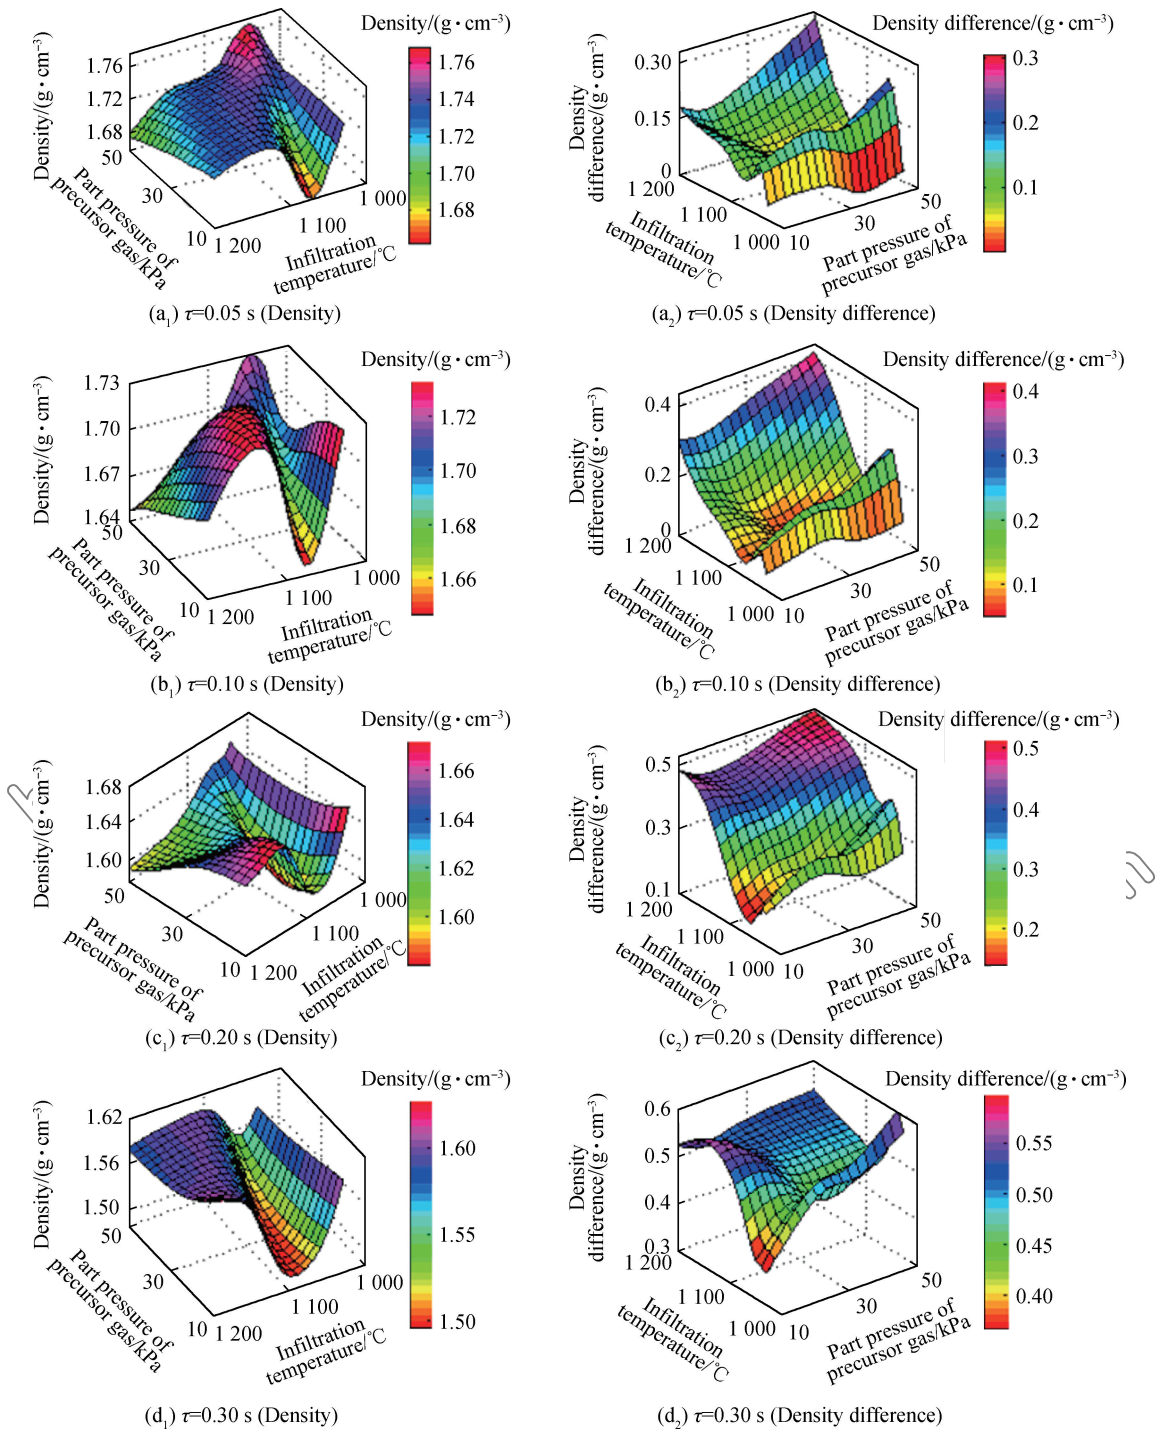 Density/(g·cm⁻³)
Density/(g·cm⁻³)
1.76
1.72
1.68
50
30
10
Part pressure of
precursor gas/kPa
1 200
1 100
1 000
Infiltration
temperature/℃
1.76
1.74
1.72
1.70
1.68
(a₁) τ=0.05 s (Density)
Density difference/(g·cm⁻³)
Density
difference/(g·cm⁻³)
0.30
0.15
0
1 200
1 100
1 000
Infiltration
temperature/℃
10
30
50
Part pressure of
precursor gas/kPa
0.3
0.2
0.1
(a₂) τ=0.05 s (Density difference)
Density/(g·cm⁻³)
Density/(g·cm⁻³)
1.73
1.70
1.67
1.64
50
30
10
Part pressure of
precursor gas/kPa
1 200
1 100
1 000
Infiltration
temperature/℃
1.72
1.70
1.68
1.66
(b₁) τ=0.10 s (Density)
Density difference/(g·cm⁻³)
Density
difference/(g·cm⁻³)
0.4
0.2
0
1 200
1 100
1 000
Infiltration
temperature/℃
10
30
50
Part pressure of
precursor gas/kPa
0.4
0.3
0.2
0.1
(b₂) τ=0.10 s (Density difference)
Density/(g·cm⁻³)
Density/(g·cm⁻³)
1.68
1.64
1.60
50
30
10
Part pressure of
precursor gas/kPa
1 200
1 100
1 000
Infiltration
temperature/℃
1.66
1.64
1.62
1.60
(c₁) τ=0.20 s (Density)
Density difference/(g·cm⁻³)
Density
difference/(g·cm⁻³)
0.5
0.3
0.1
1 200
1 100
1 000
Infiltration
temperature/℃
10
30
50
Part pressure of
precursor gas/kPa
0.5
0.4
0.3
0.2
(c₂) τ=0.20 s (Density difference)
Density/(g·cm⁻³)
Density/(g·cm⁻³)
1.62
1.56
1.50
50
30
10
Part pressure of
precursor gas/kPa
1 200
1 100
1 000
Infiltration
temperature/℃
1.60
1.55
1.50
(d₁) τ=0.30 s (Density)
Density difference/(g·cm⁻³)
Density
difference/(g·cm⁻³)
0.6
0.5
0.4
0.3
1 200
1 100
1 000
Infiltration
temperature/℃
10
30
50
Part pressure of
precursor gas/kPa
0.55
0.50
0.45
0.40
(d₂) τ=0.30 s (Density difference)